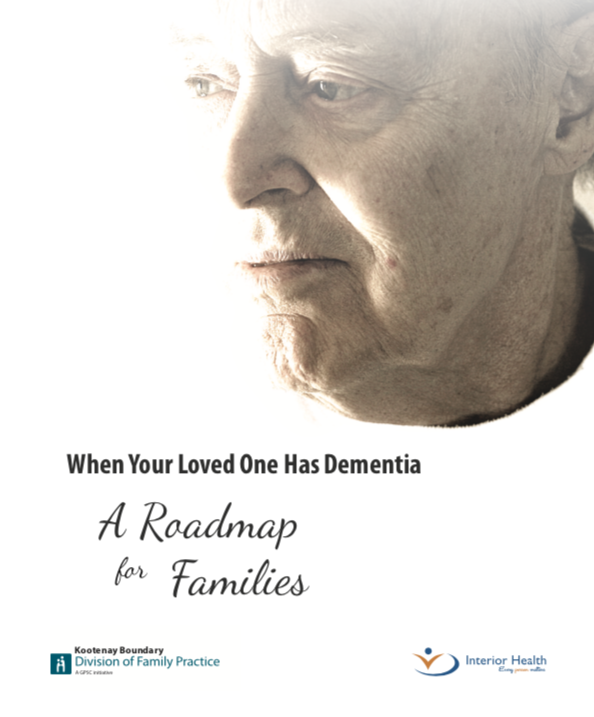 When Your Loved One Has Dementia
A Roadmap
for Families
Kootenay Boundary
Division of Family Practice
A GPSC initiative
Interior Health
Every person matters